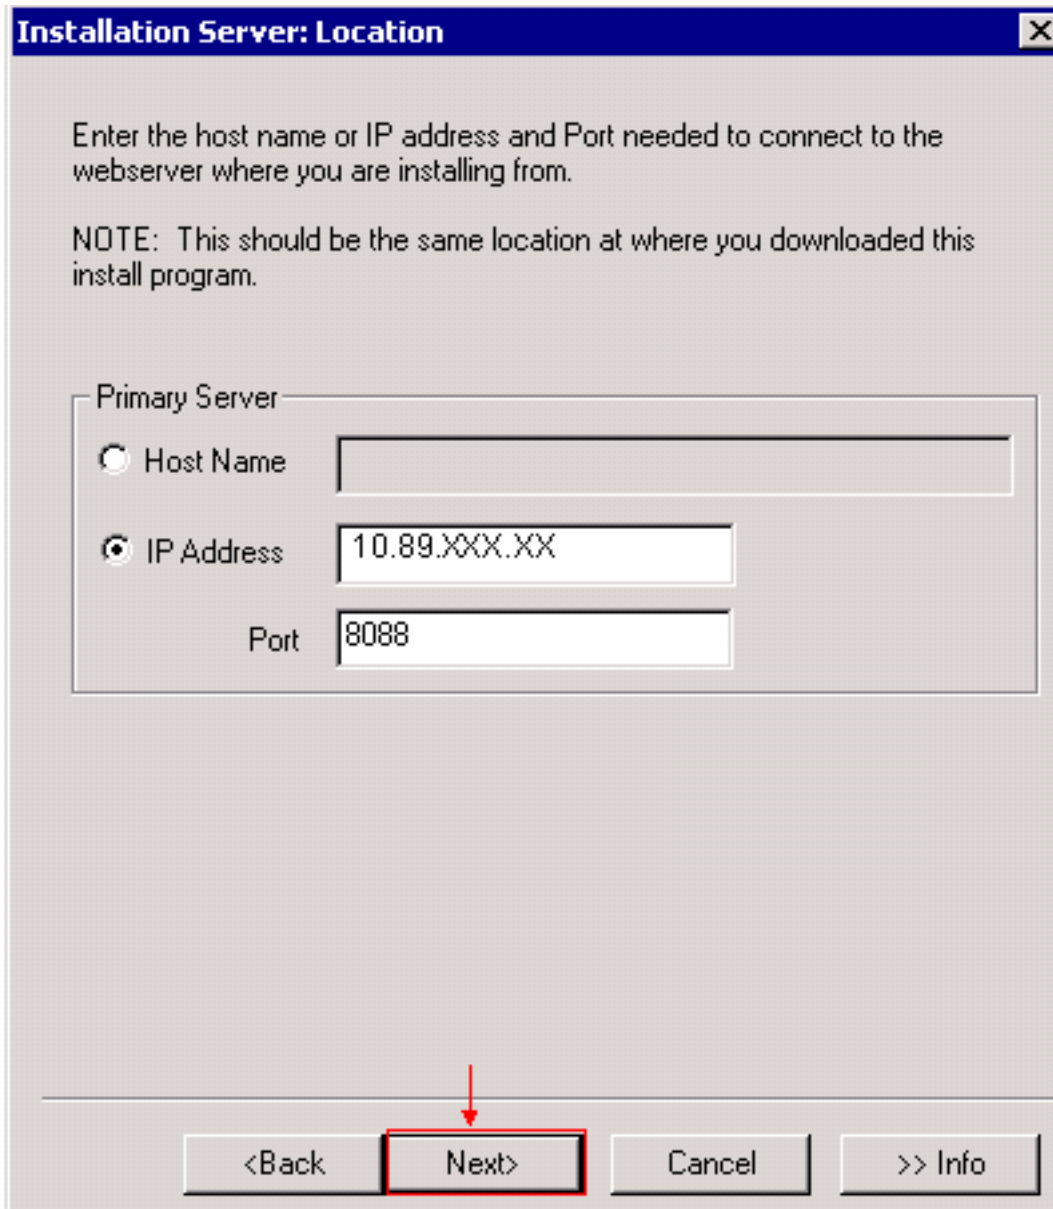 Installation Server: Location
Enter the host name or IP address and Port needed to connect to the
webserver where you are installing from.
NOTE: This should be the same location at where you downloaded this
install program.
Primary Server
Host Name
IP Address 10.89.XXX.XX
Port 8088
<Back Next> Cancel >> Info